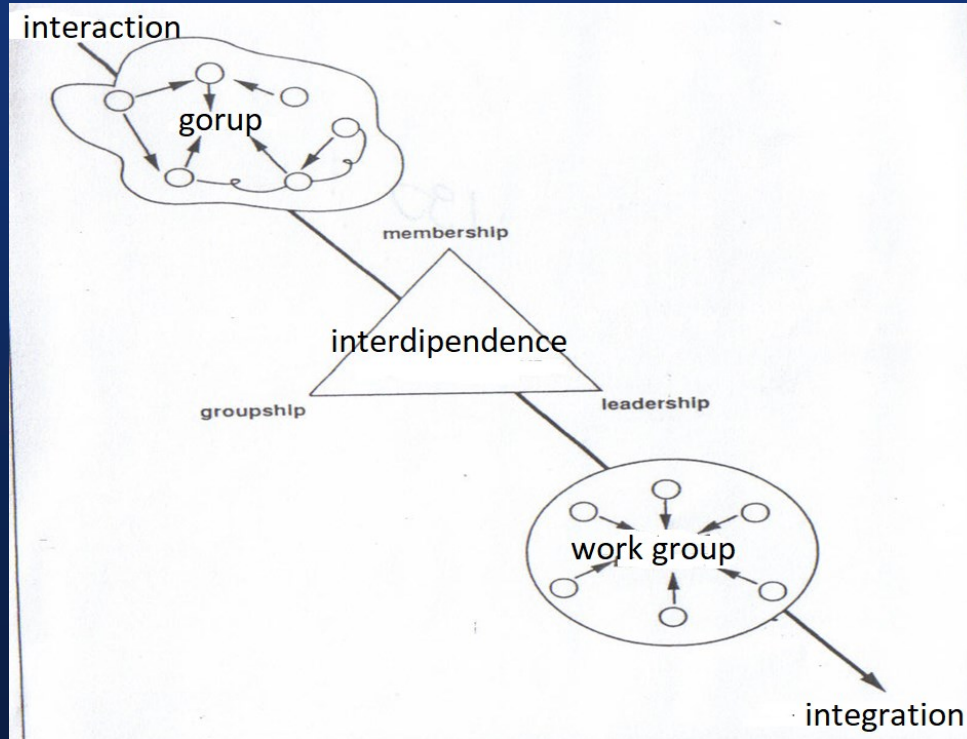 interaction
gorup
membership
interdipendence
groupship
leadership
work group
integration